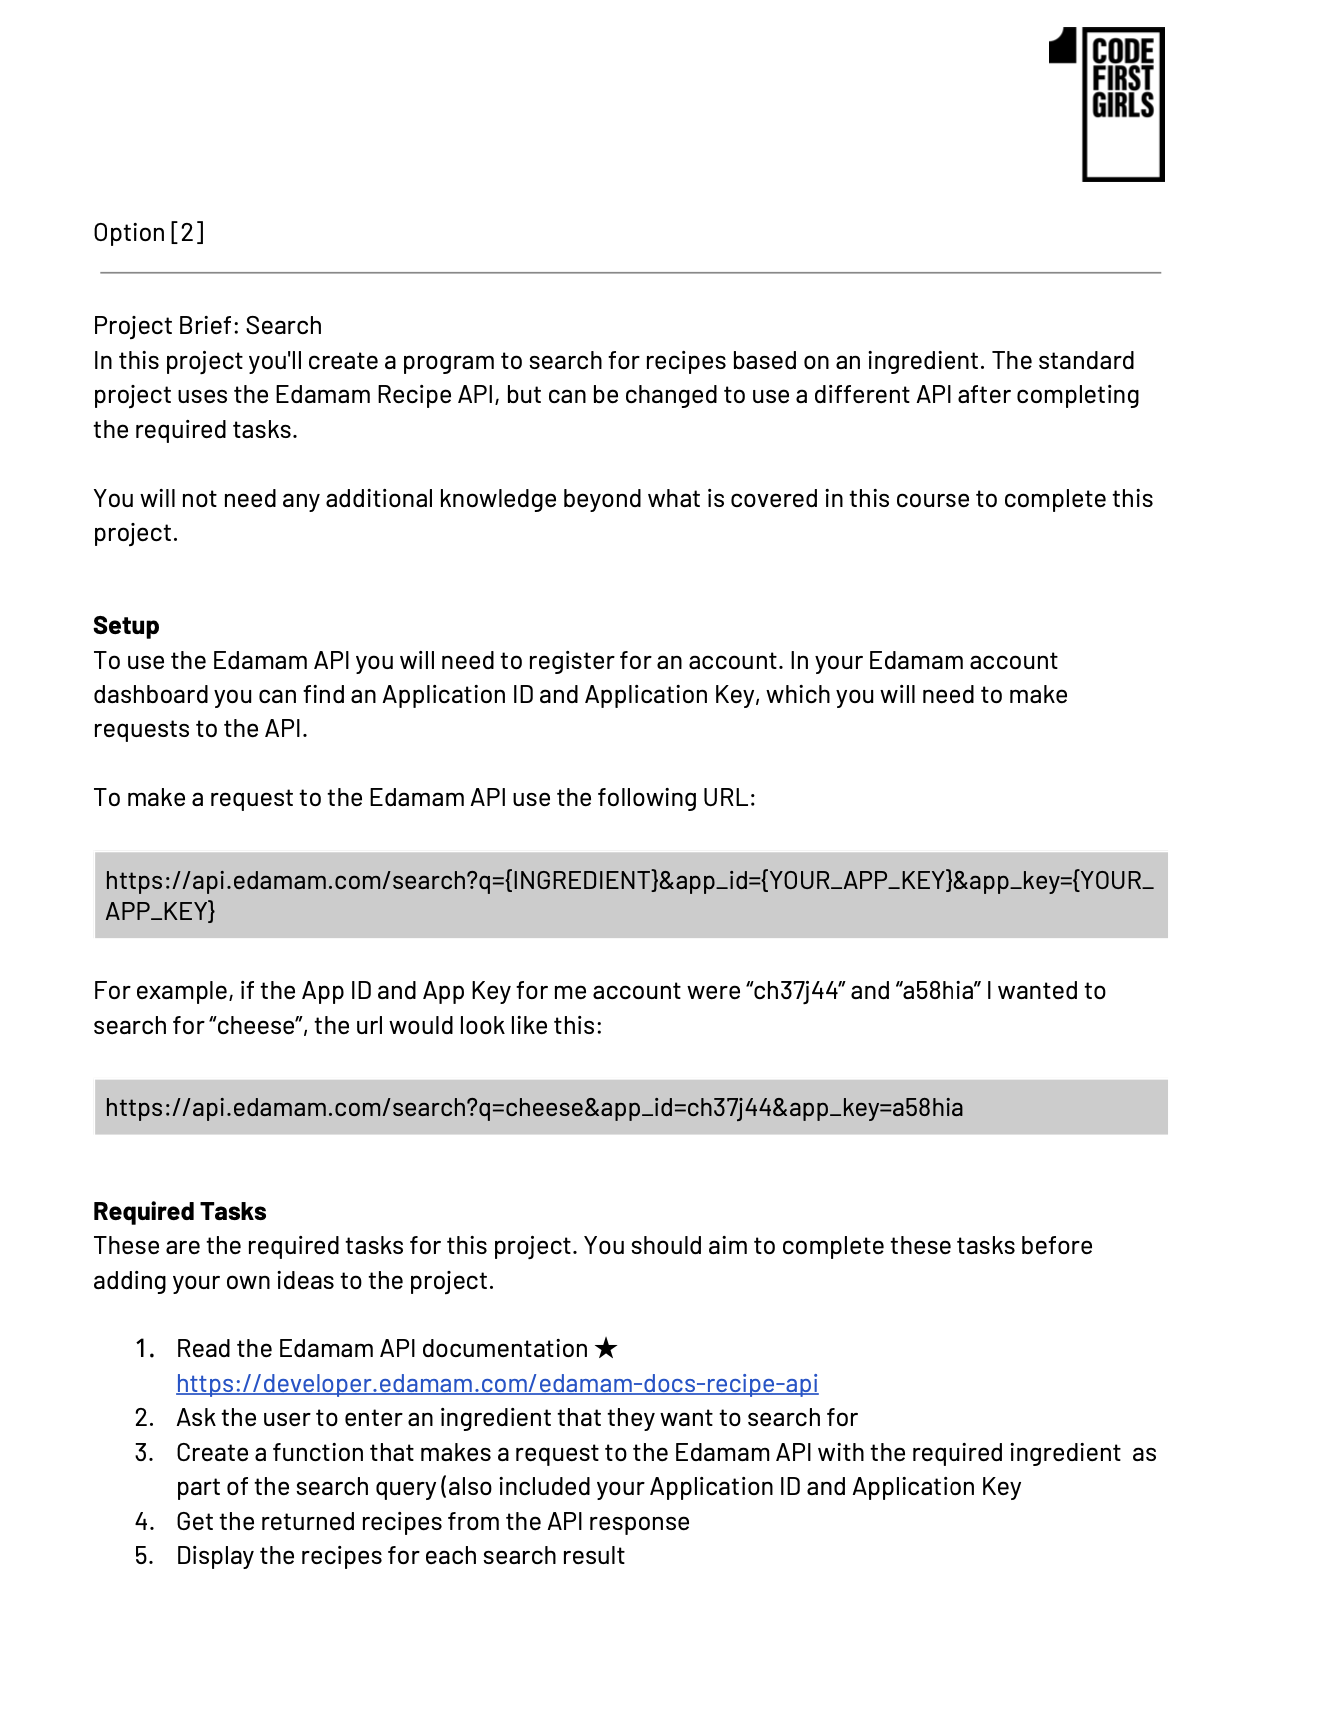 CODE
FIRST
GIRLS
Option [2]
Project Brief: Search
In this project you'll create a program to search for recipes based on an ingredient. The standard
project uses the Edamam Recipe API, but can be changed to use a different API after completing
the required tasks.
You will not need any additional knowledge beyond what is covered in this course to complete this
project.
Setup
To use the Edamam API you will need to register for an account. In your Edamam account
dashboard you can find an Application ID and Application Key, which you will need to make
requests to the API.
To make a request to the Edamam API use the following URL:
https://api.edamam.com/search?q={INGREDIENT}&app_id={YOUR_APP_KEY}&app_key={YOUR_
APP_KEY}
For example, if the App ID and App Key for me account were “ch37j44” and “a58hia” I wanted to
search for “cheese”, the url would look like this:
https://api.edamam.com/search?q=cheese&app_id=ch37j44&app_key=a58hia
Required Tasks
These are the required tasks for this project. You should aim to complete these tasks before
adding your own ideas to the project.
1. Read the Edamam API documentation ★
https://developer.edamam.com/edamam-docs-recipe-api
2. Ask the user to enter an ingredient that they want to search for
3. Create a function that makes a request to the Edamam API with the required ingredient  as
part of the search query (also included your Application ID and Application Key
4. Get the returned recipes from the API response
5. Display the recipes for each search result